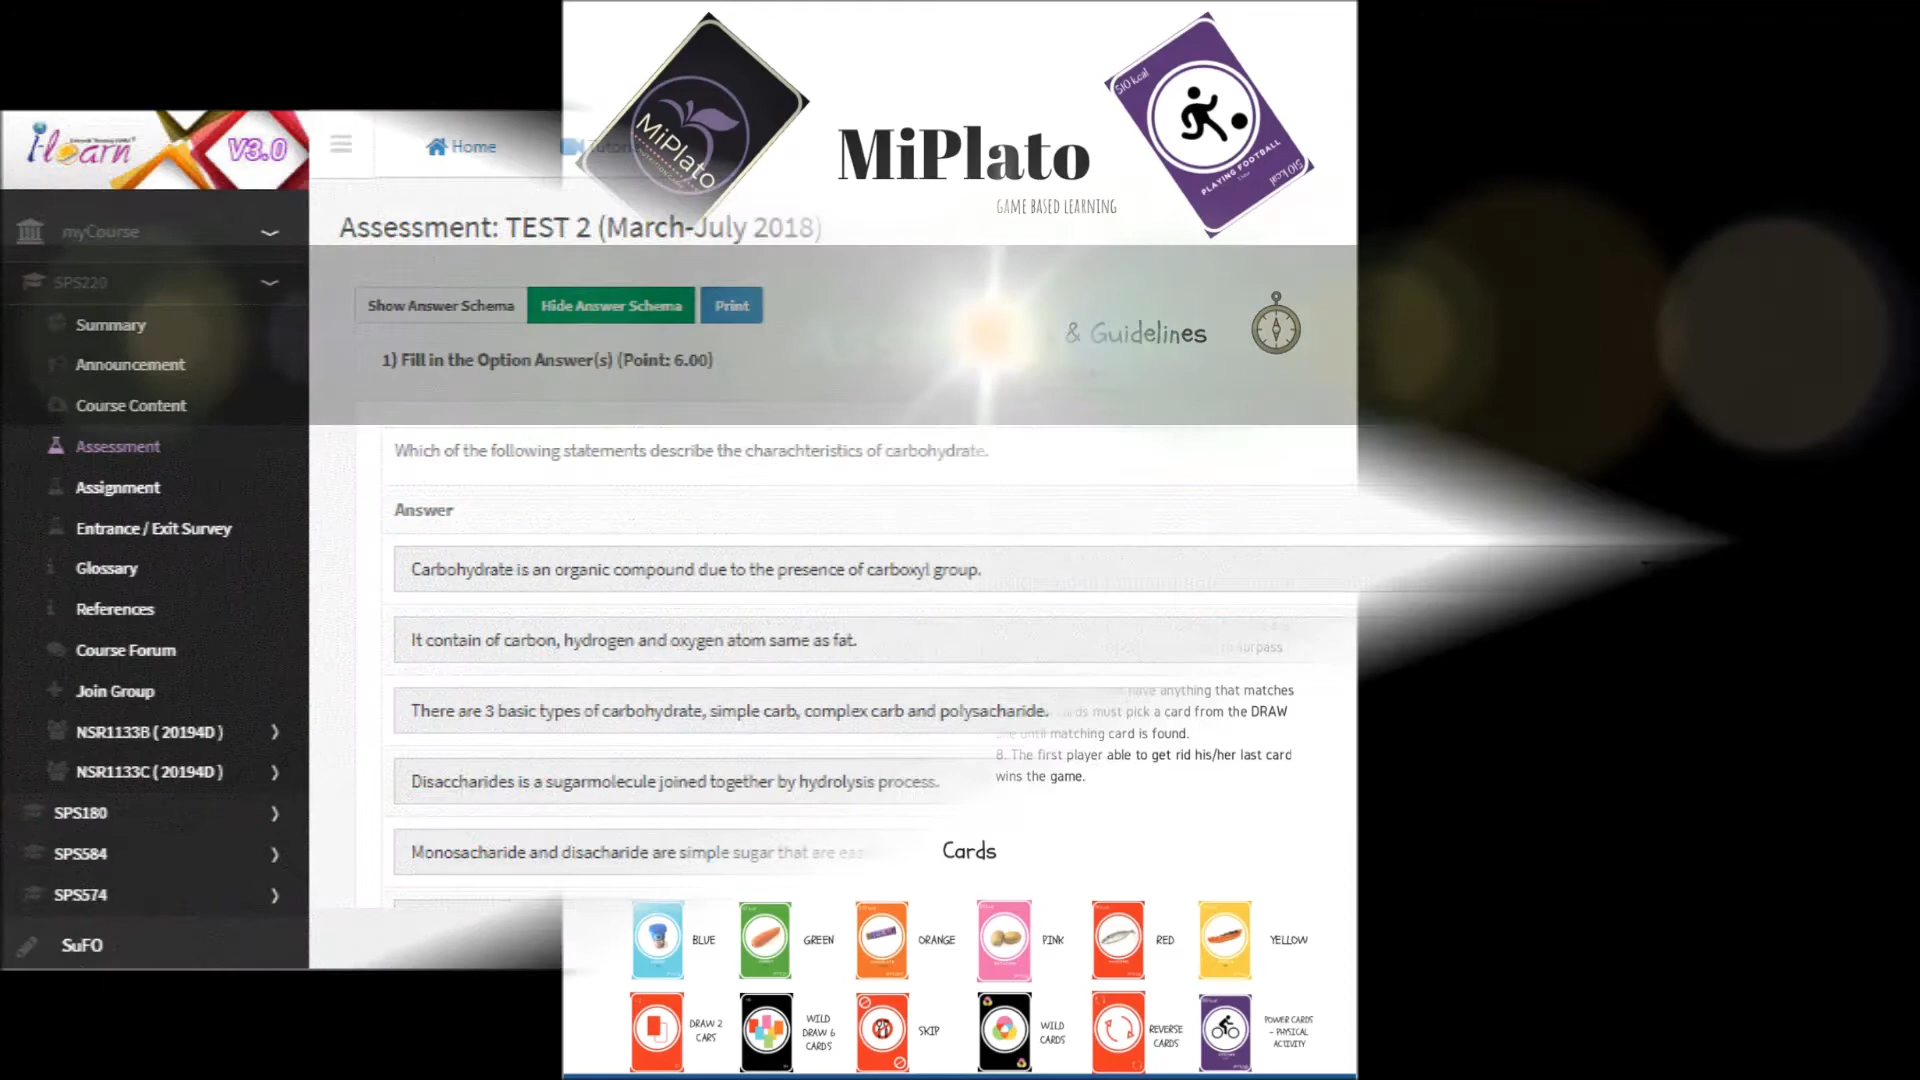 i-learn
V3.0
Home
Assessment: TEST 2 (March-July 2018)
myCourse
SPS220
Summary
Announcement
Course Content
Assessment
Assignment
Entrance / Exit Survey
Glossary
References
Course Forum
Join Group
NSR1133B ( 20194D )
NSR1133C ( 20194D )
SPS180
SPS584
SPS574
SuFO
Show Answer Schema
Hide Answer Schema
Print
1) Fill in the Option Answer(s) (Point: 6.00)
Which of the following statements describe the charachteristics of carbohydrate.
Answer
Carbohydrate is an organic compound due to the presence of carboxyl group.
It contain of carbon, hydrogen and oxygen atom same as fat.
There are 3 basic types of carbohydrate, simple carb, complex carb and polysacharide.
Disaccharides is a sugarmolecule joined together by hydrolysis process.
Monosacharide and disacharide are simple sugar that are
MiPlato
MiPlato
GAME BASED LEARNING
510 kcal
PLAYING FOOTBALL
510 kcal
& Guidelines
have anything that matches
must pick a card from the DRAW
until matching card is found.
8. The first player able to get rid his/her last card
wins the game.
Cards
BLUE
GREEN
ORANGE
PINK
RED
YELLOW
DRAW 2
CARS
WILD
DRAW 6
CARDS
SKIP
WILD
CARDS
REVERSE
CARDS
POWER CARDS
- PHYSICAL
ACTIVITY